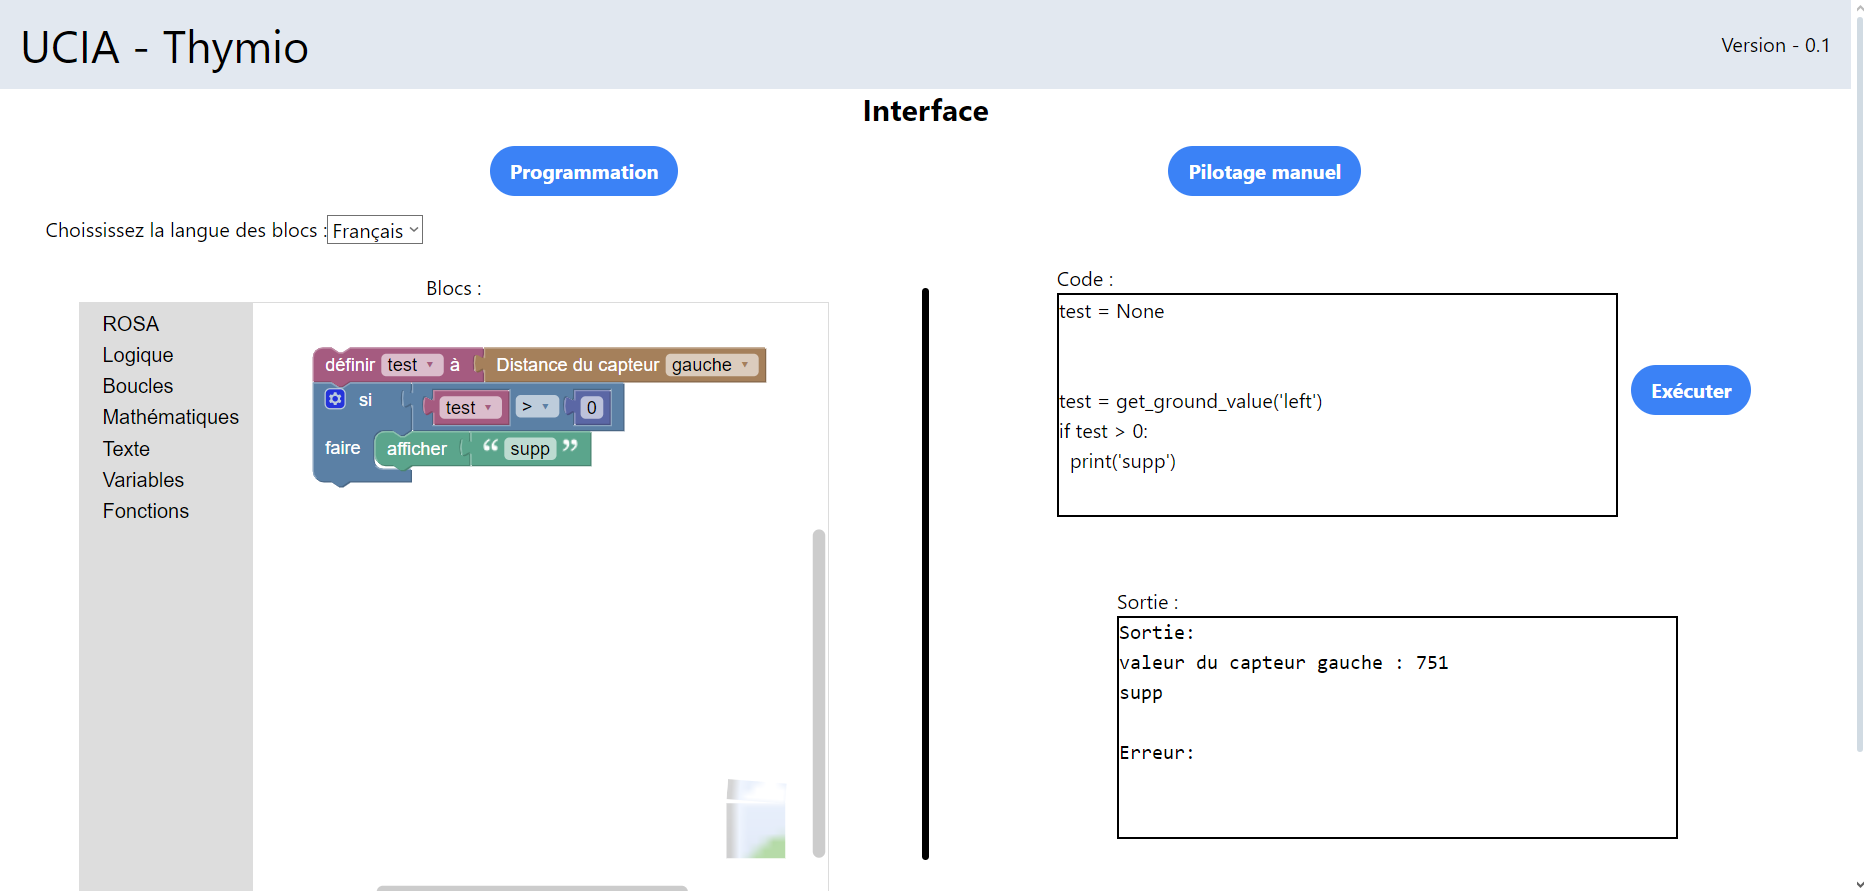 UCIA - Thymio
Version - 0.1
Interface
Programmation
Pilotage manuel
Choississez la langue des blocs : Français
Blocs :
ROSA
Logique
Boucles
Mathématiques
Texte
Variables
Fonctions
définir test à Distance du capteur gauche
si test > 0
faire afficher “ supp ”
Code :
test = None
test = get_ground_value('left')
if test > 0:
print('supp')
Exécuter
Sortie :
Sortie:
valeur du capteur gauche : 751
supp
Erreur: